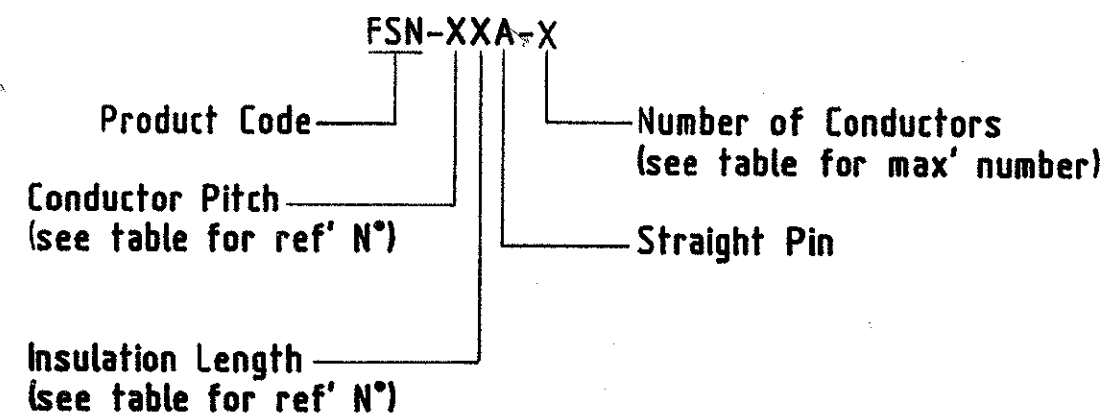 FSN-XXA-X
Product Code
Number of Conductors
(see table for max' number)
Conductor Pitch
(see table for ref' N°)
Straight Pin
Insulation Length
(see table for ref' N°)